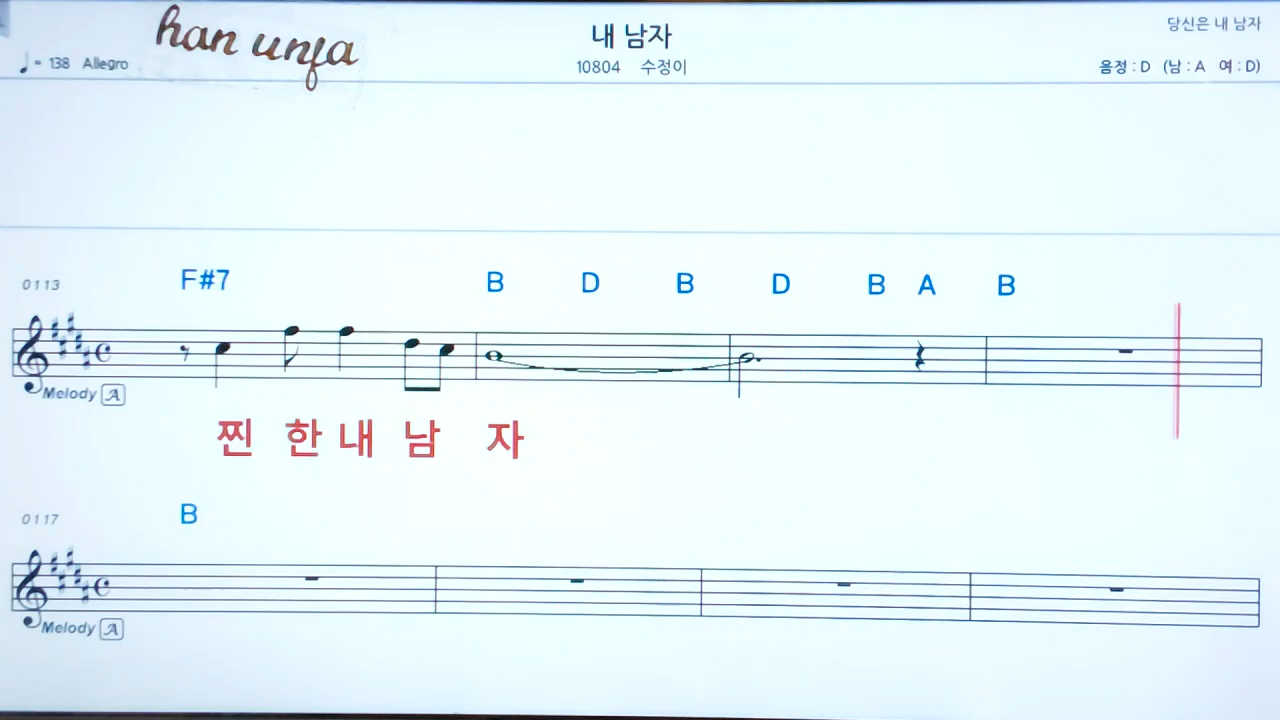 han unfa
내 남자
당신은 내 남자
♩= 138 Allegro
10804 수정이
음정 : D (남 : A 여 : D)
0113
F#7 B D B D B A B
Melody A
찐 한 내 남 자
0117
B
Melody A